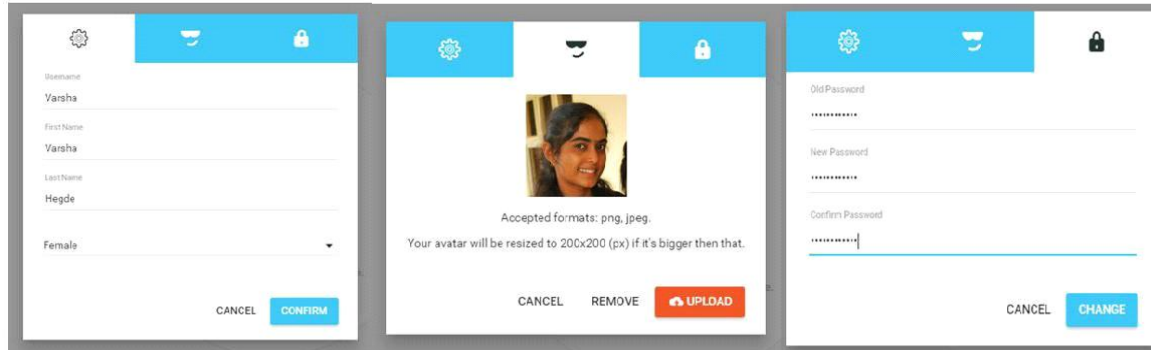 Username
Varsha
First Name
Varsha
Last Name
Hegde
Female
CANCEL
CONFIRM
Accepted formats: png, jpeg.
Your avatar will be resized to 200x200 (px) if it's bigger then that.
CANCEL
REMOVE
UPLOAD
Old Password
••••••••••••
New Password
••••••••••••
Confirm Password
••••••••••••
CANCEL
CHANGE